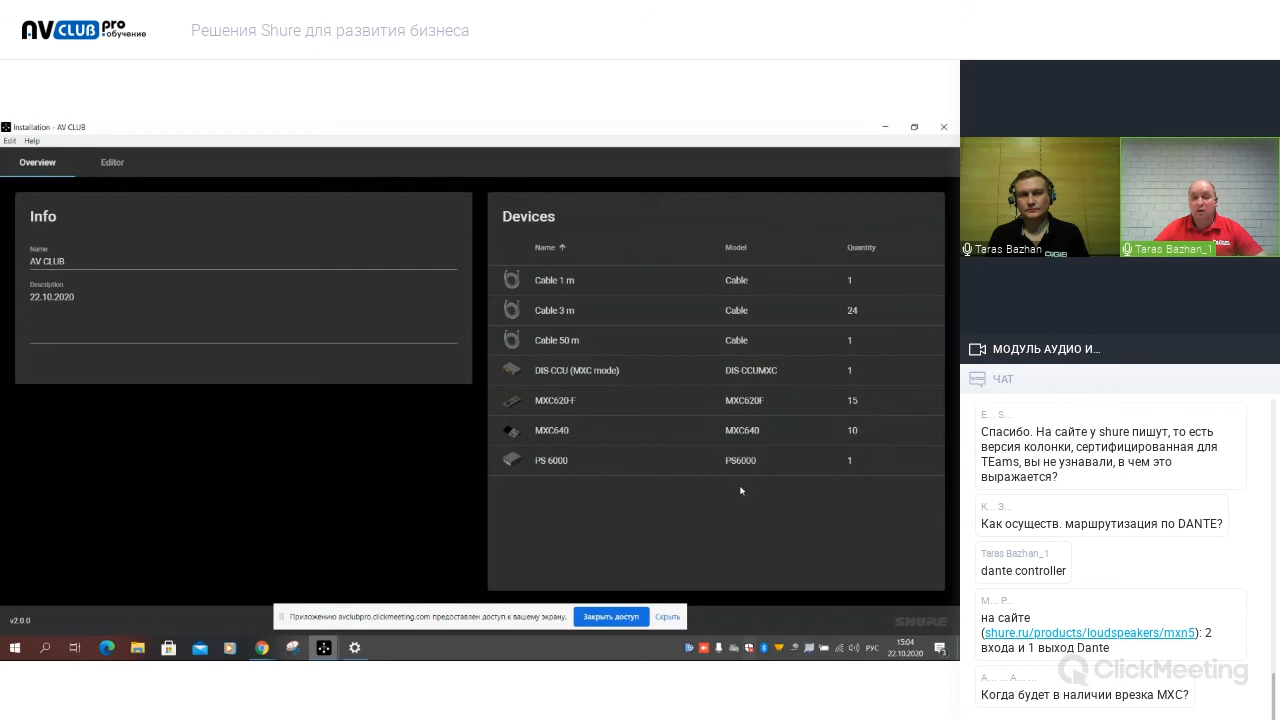 AV CLUB pro
обучение
Решения Shure для развития бизнеса
Installation - AV CLUB
Edit Help
Overview Editor
Info
Name
AV CLUB
Description
22.10.2020
Devices
Name Model Quantity
Cable 1 m Cable 1
Cable 3 m Cable 24
Cable 50 m Cable 1
DIS-CCU (MXC mode) DIS-CCUMXC 1
MXC620-F MXC620F 15
MXC640 MXC640 10
PS 6000 PS6000 1
v2.0.0
SHURE
Приложению avclubpro.clickmeeting.com предоставлен доступ к вашему экрану.
Закрыть доступ
Скрыть
РУС
15:04
22.10.2020
3
Taras Bazhan
DIGIS
Taras Bazhan_1
МОДУЛЬ АУДИО И...
ЧАТ
E... S...
Спасибо. На сайте у shure пишут, то есть
версия колонки, сертифицированная для
TEams, вы не узнавали, в чем это
выражается?
К... З...
Как осуществ. маршрутизация по DANTE?
Taras Bazhan_1
dante controller
М... Р...
на сайте
(shure.ru/products/loudspeakers/mxn5): 2
входа и 1 выход Dante
А... ... А... ...
Когда будет в наличии врезка MXC?
ClickMeeting